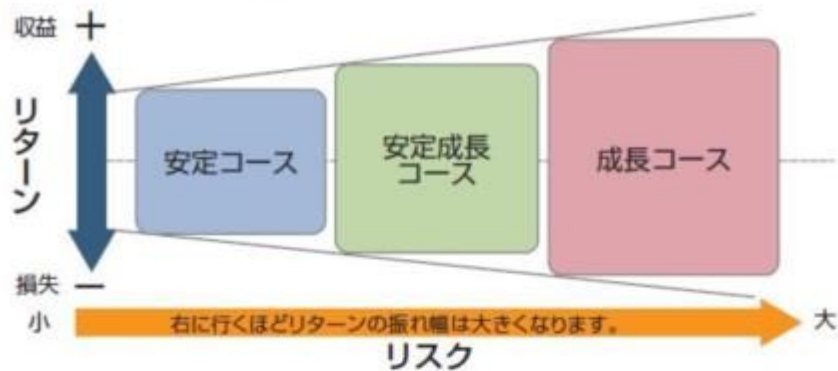 収益 +
リターン
安定コース
安定成長
コース
成長コース
損失 −
小
右に行くほどリターンの振れ幅は大きくなります。
大
リスク